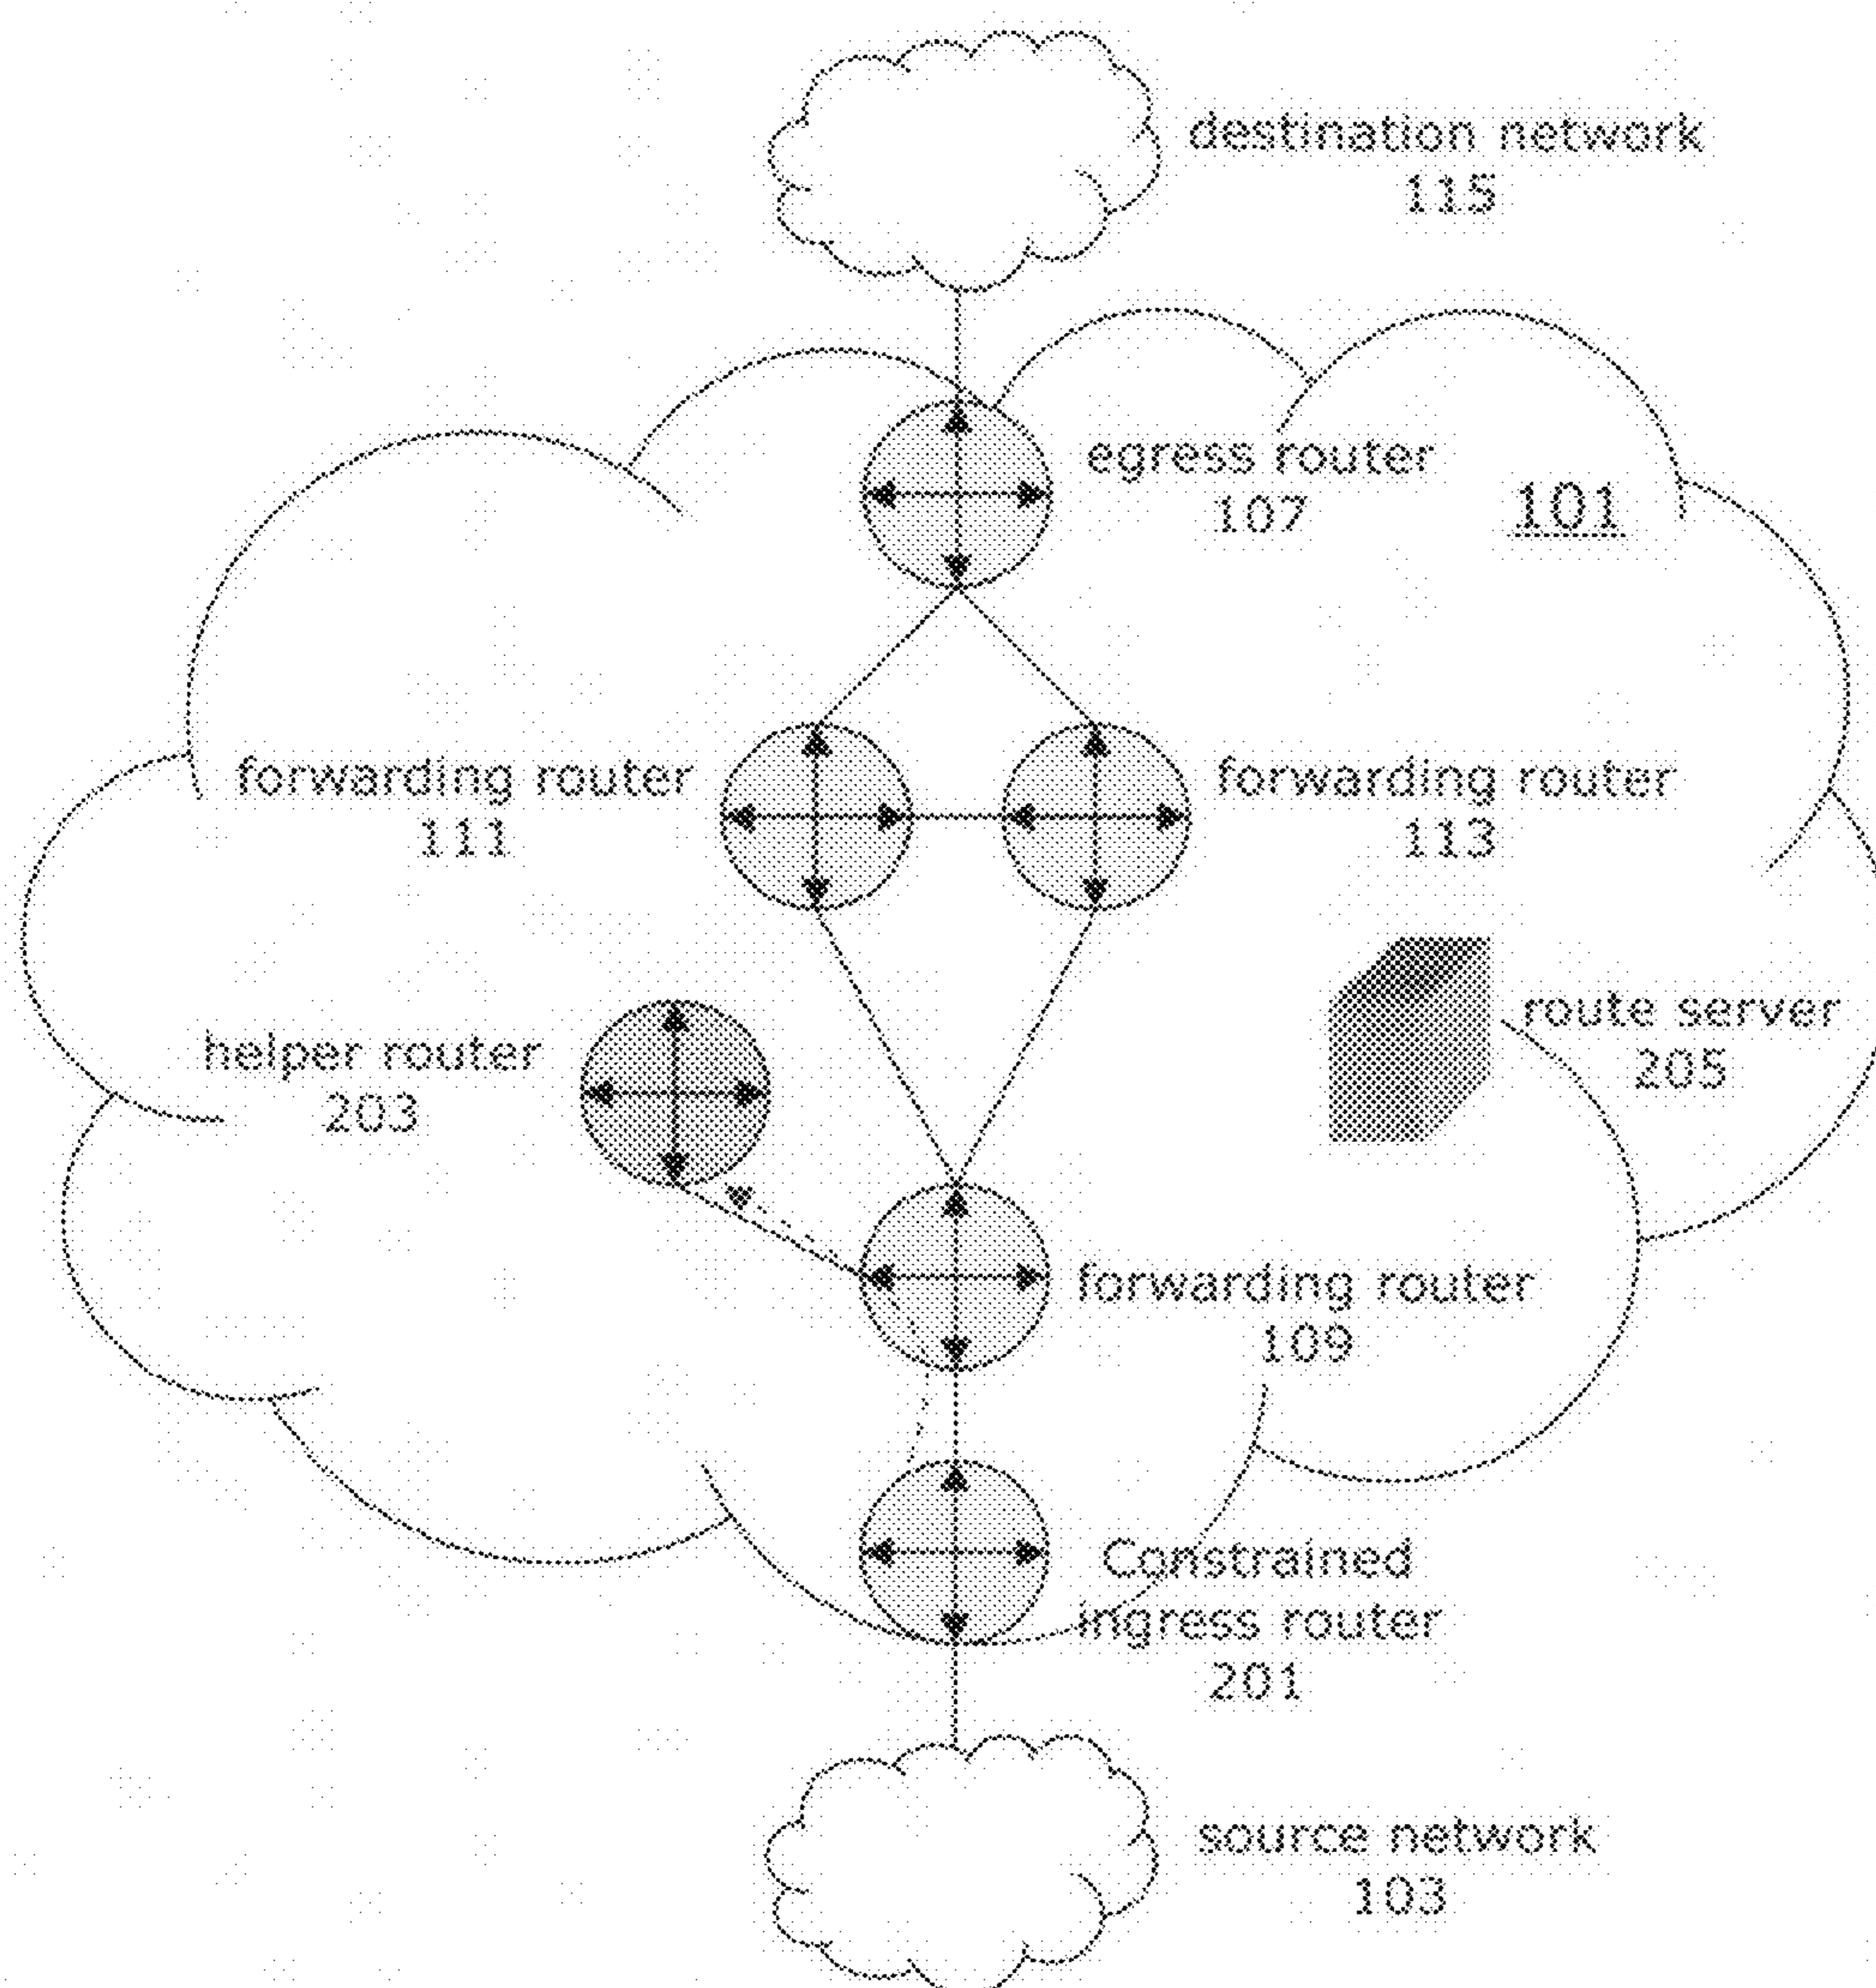 destination network
115
egress router
107
101
forwarding router
111
forwarding router
113
route server
205
helper router
203
forwarding router
109
Constrained
ingress router
201
source network
103